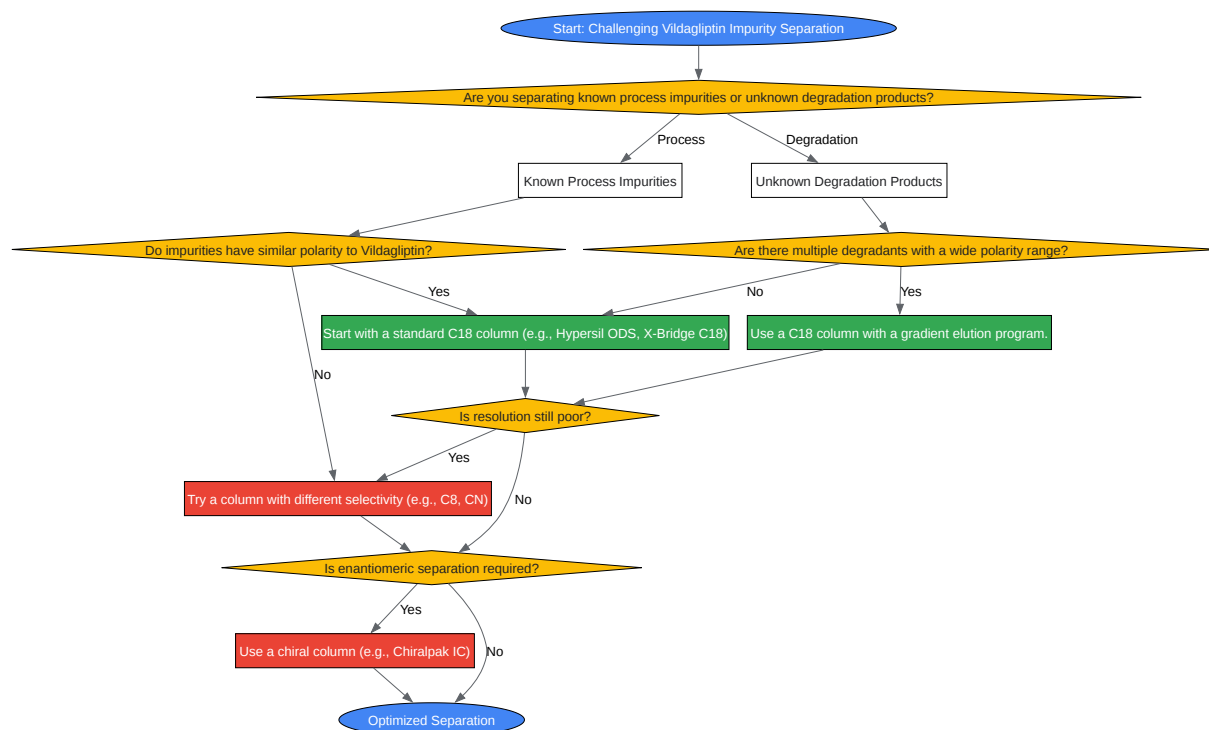 Start: Challenging Vildagliptin Impurity Separation
Are you separating known process impurities or unknown degradation products?
Process
Degradation
Known Process Impurities
Unknown Degradation Products
Do impurities have similar polarity to Vildagliptin?
Are there multiple degradants with a wide polarity range?
Yes
No
Yes
Start with a standard C18 column (e.g., Hypersil ODS, X-Bridge C18)
Use a C18 column with a gradient elution program.
No
Is resolution still poor?
Yes
Try a column with different selectivity (e.g., C8, CN)
No
Is enantiomeric separation required?
Yes
Use a chiral column (e.g., Chiralpak IC)
No
Optimized Separation